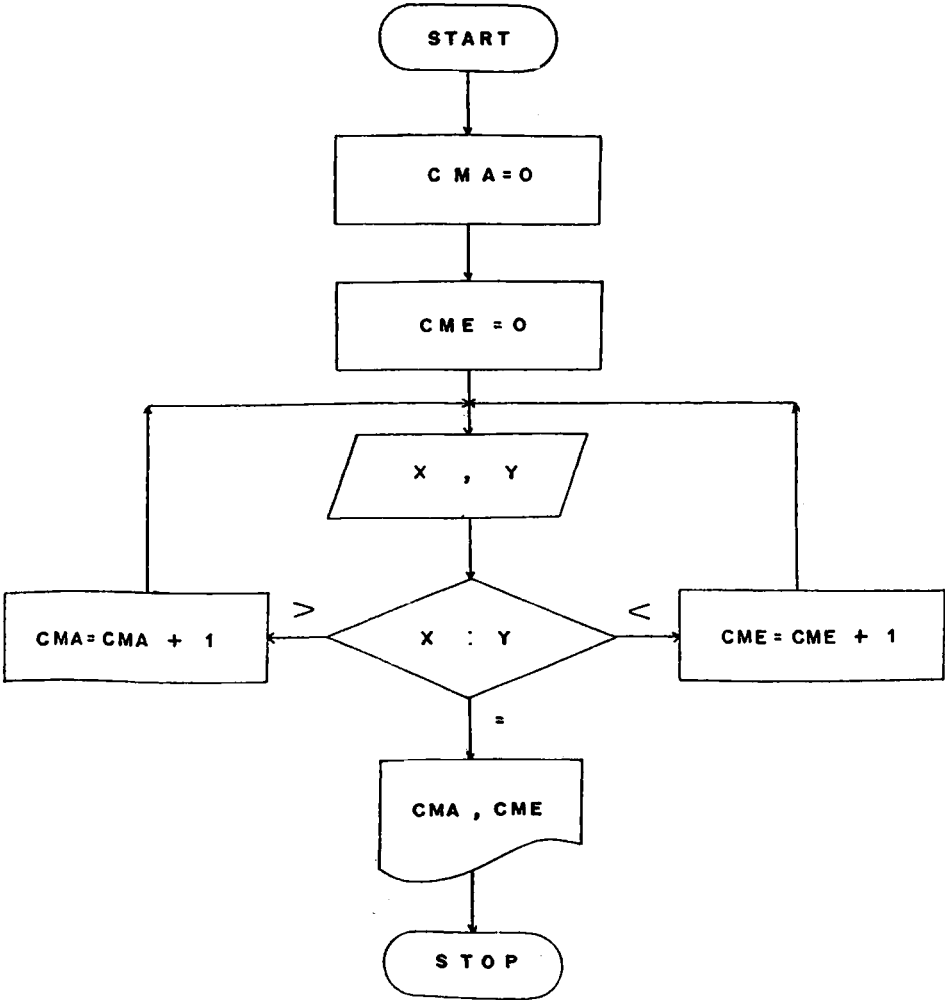 START
CMA=0
CME =0
X , Y
>
<
CMA=CMA + 1
X : Y
CME=CME + 1
=
CMA , CME
STOP